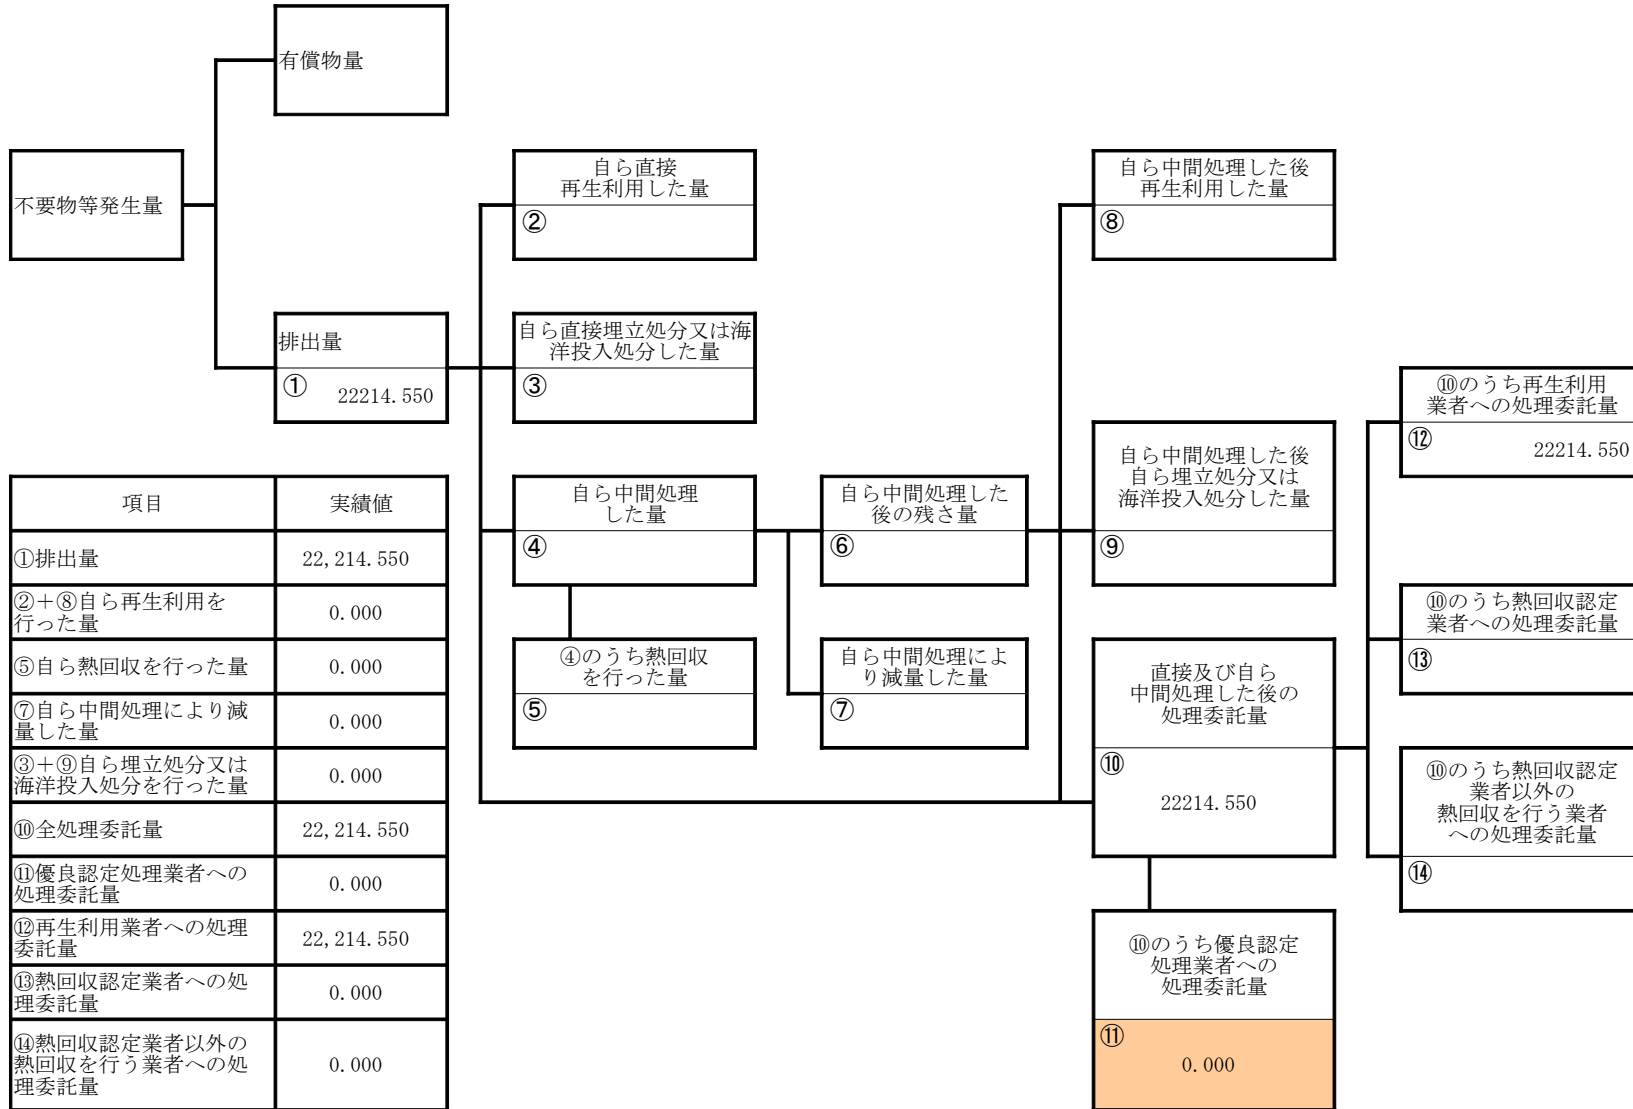 有償物量
不要物等発生量
排出量
① 22214.550
自ら直接
再生利用した量
②
自ら直接埋立処分又は海
洋投入処分した量
③
自ら中間処理
した量
④
④のうち熱回収
を行った量
⑤
自ら中間処理した
後の残さ量
⑥
自ら中間処理によ
り減量した量
⑦
自ら中間処理した後
再生利用した量
⑧
自ら中間処理した後
自ら埋立処分又は
海洋投入処分した量
⑨
直接及び自ら
中間処理した後の
処理委託量
⑩
22214.550
⑩のうち優良認定
処理業者への
処理委託量
⑪
0.000
⑩のうち再生利用
業者への処理委託量
⑫
22214.550
⑩のうち熱回収認定
業者への処理委託量
⑬
⑩のうち熱回収認定
業者以外の
熱回収を行う業者
への処理委託量
⑭
項目 実績値
①排出量 22,214.550
②＋⑧自ら再生利用を
行った量 0.000
⑤自ら熱回収を行った量 0.000
⑦自ら中間処理により減
量した量 0.000
③＋⑨自ら埋立処分又は
海洋投入処分を行った量 0.000
⑩全処理委託量 22,214.550
⑪優良認定処理業者への
処理委託量 0.000
⑫再生利用業者への処理
委託量 22,214.550
⑬熱回収認定業者への処
理委託量 0.000
⑭熱回収認定業者以外の
熱回収を行う業者への処
理委託量 0.000